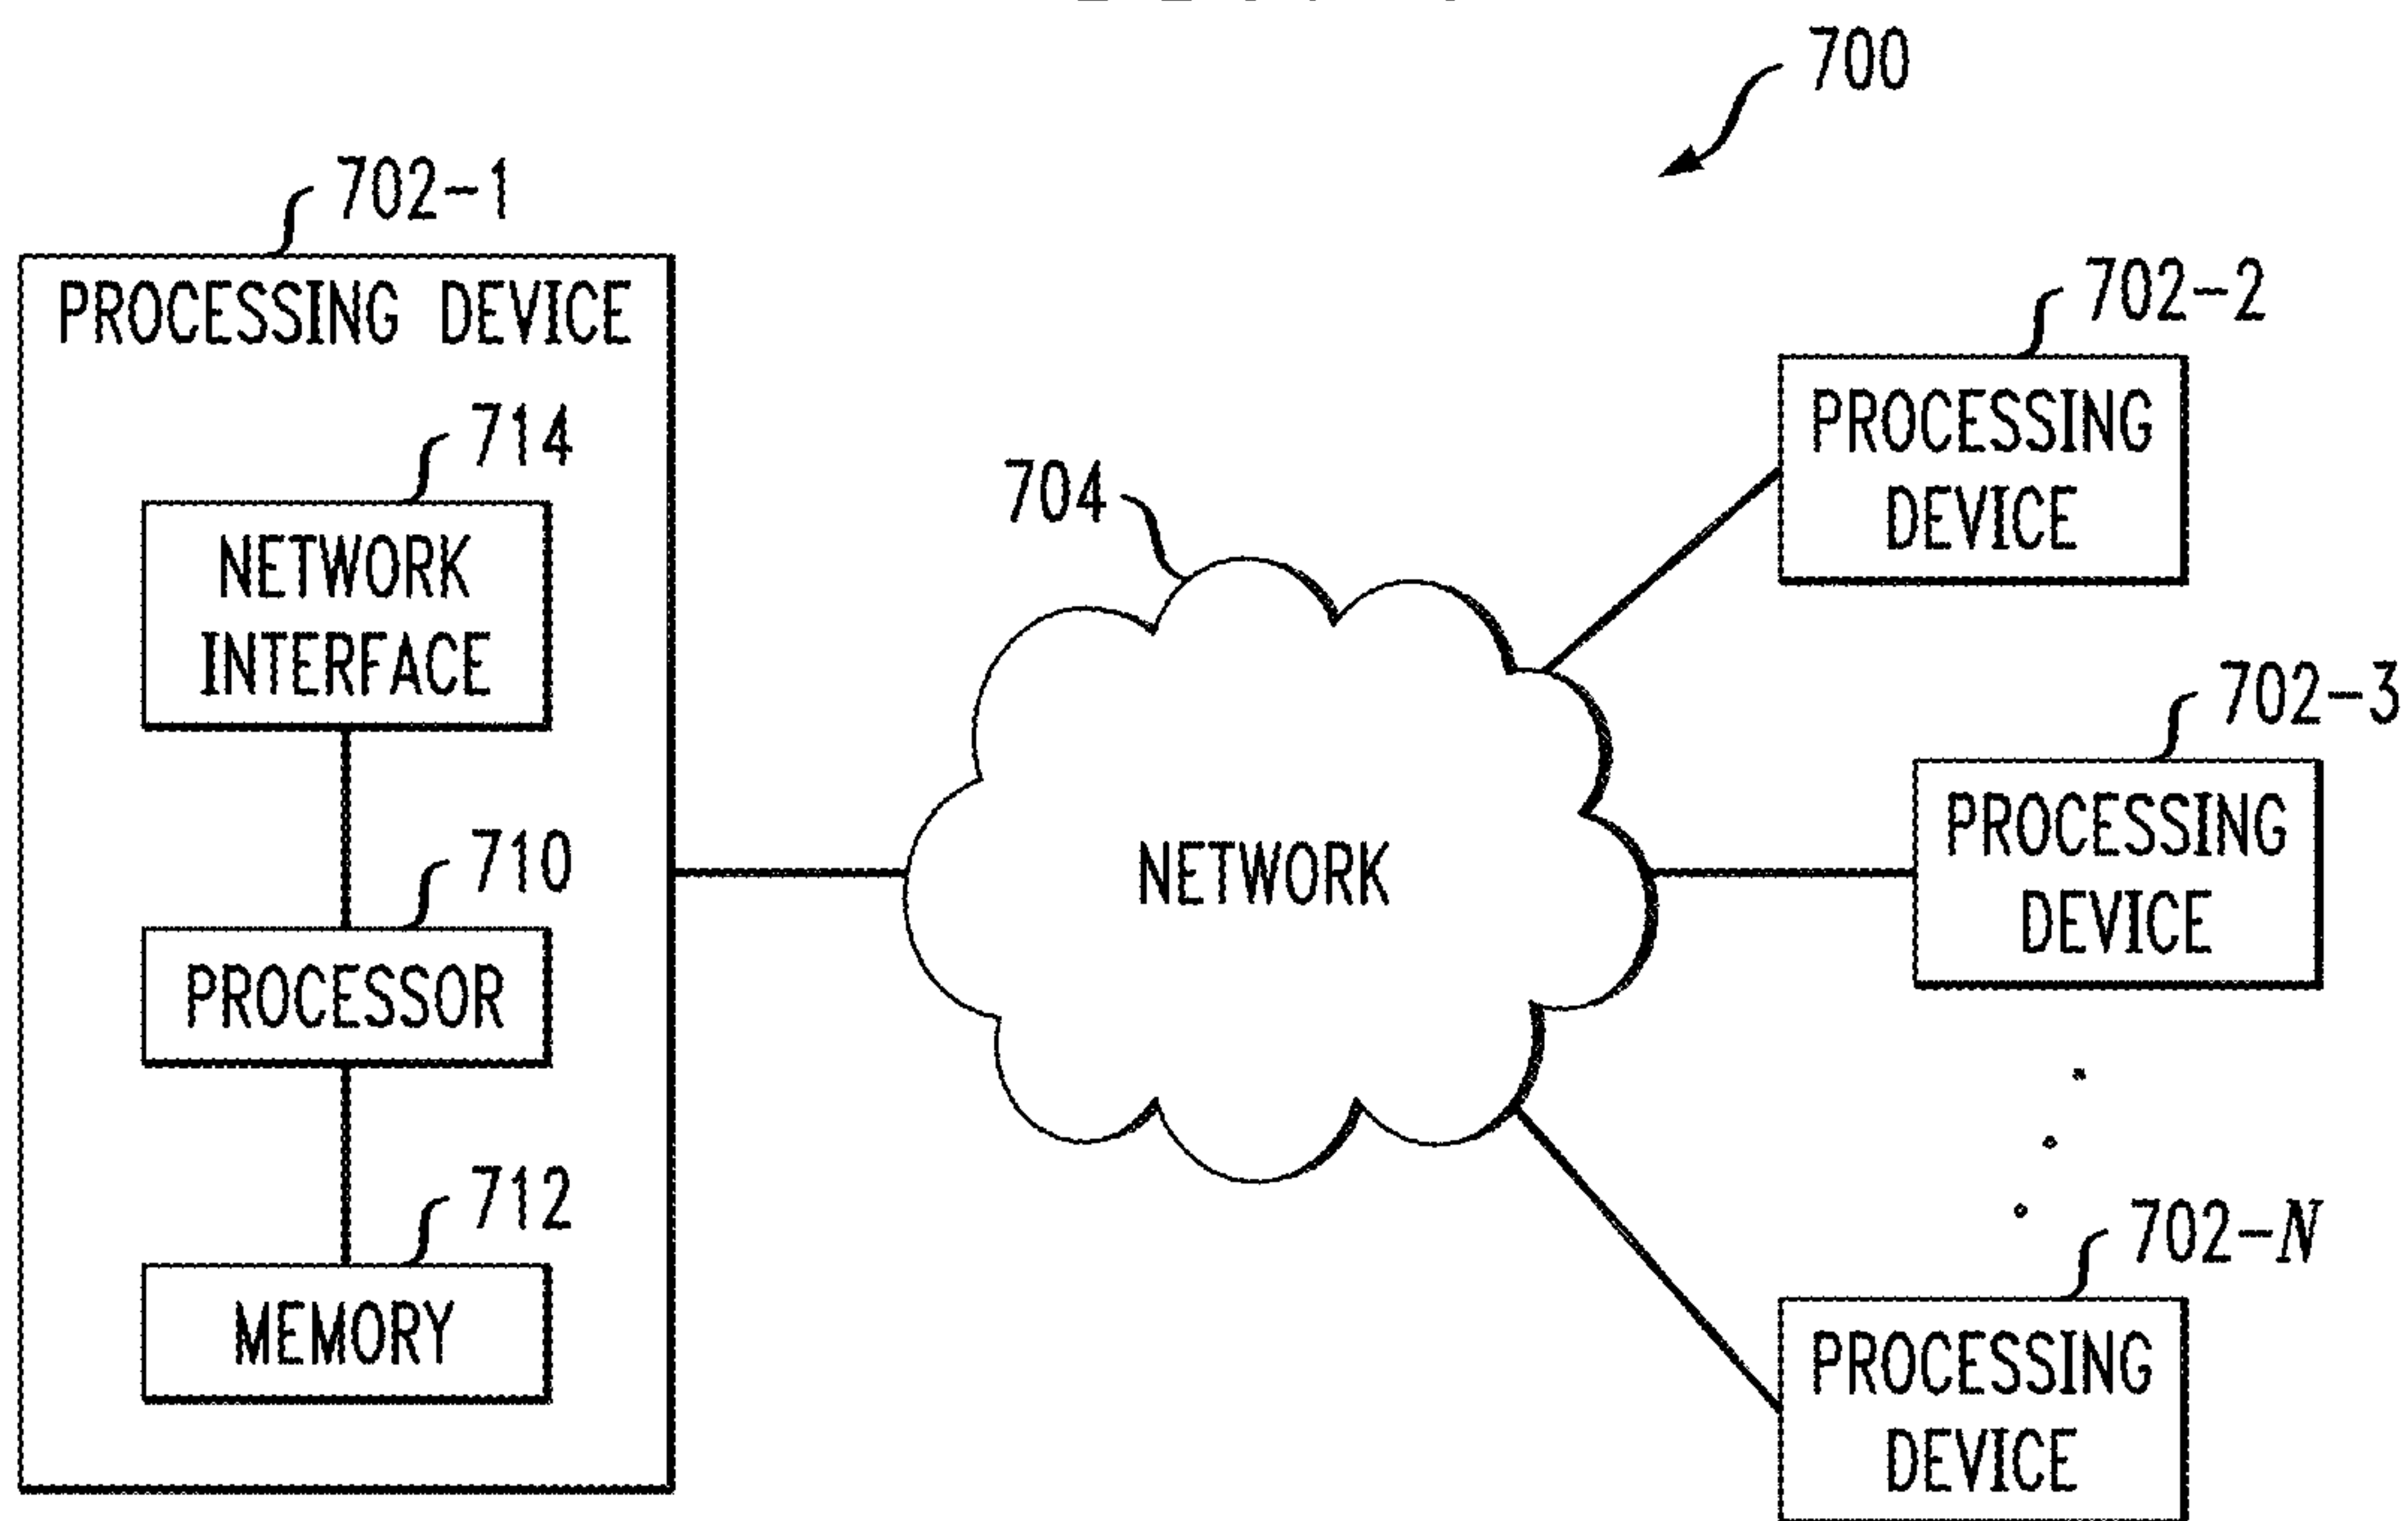 700
702-1
PROCESSING DEVICE
714
NETWORK
INTERFACE
710
PROCESSOR
712
MEMORY
704
NETWORK
702-2
PROCESSING
DEVICE
702-3
PROCESSING
DEVICE
702-N
PROCESSING
DEVICE